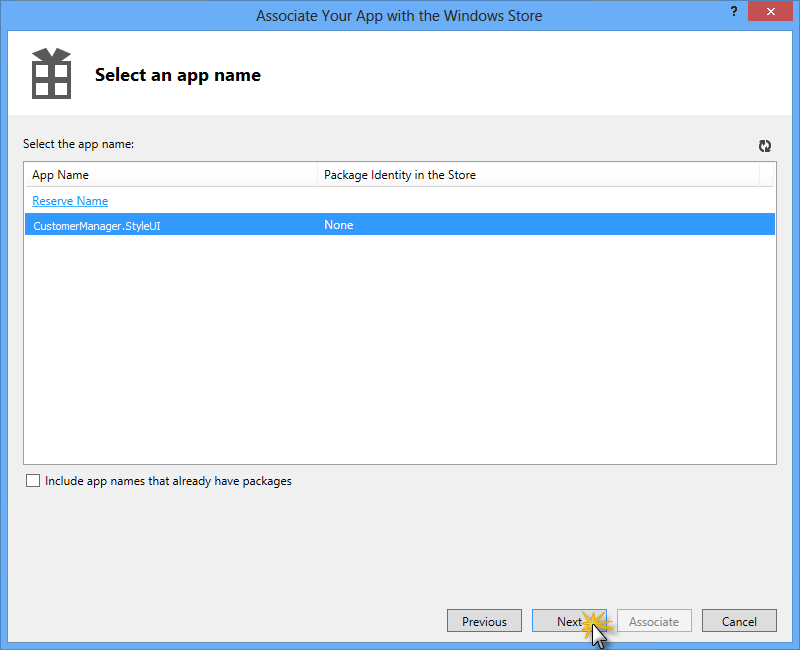 Associate Your App with the Windows Store
?
Select an app name
Select the app name:
App Name Package Identity in the Store
Reserve Name
CustomerManager.StyleUI None
Include app names that already have packages
Previous Next Associate Cancel